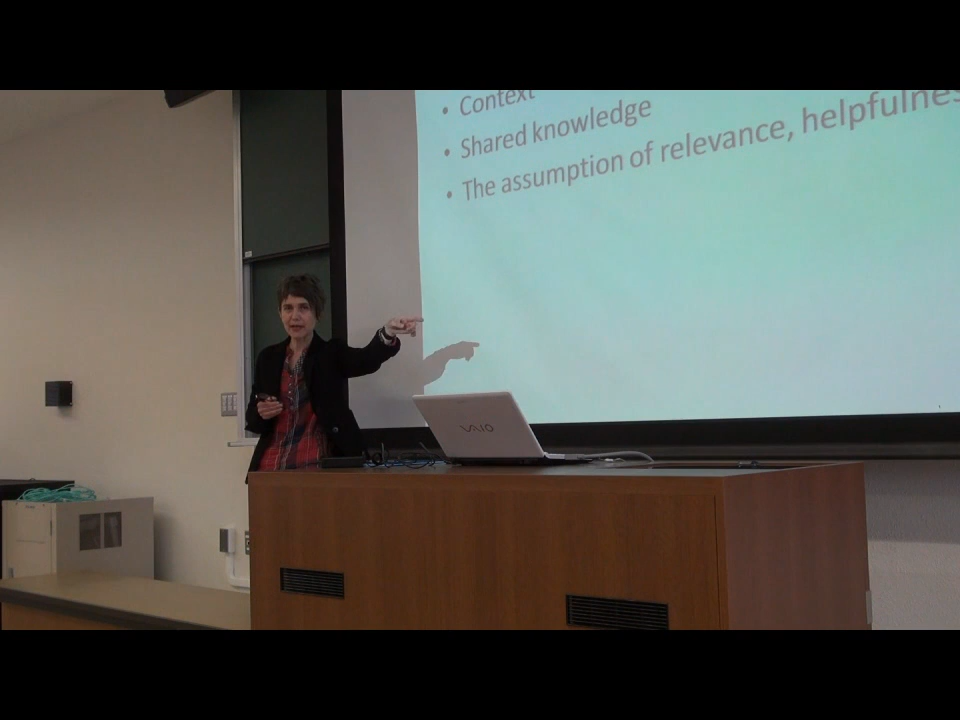 • Context
• Shared knowledge
• The assumption of relevance, helpfulnes
VAIO